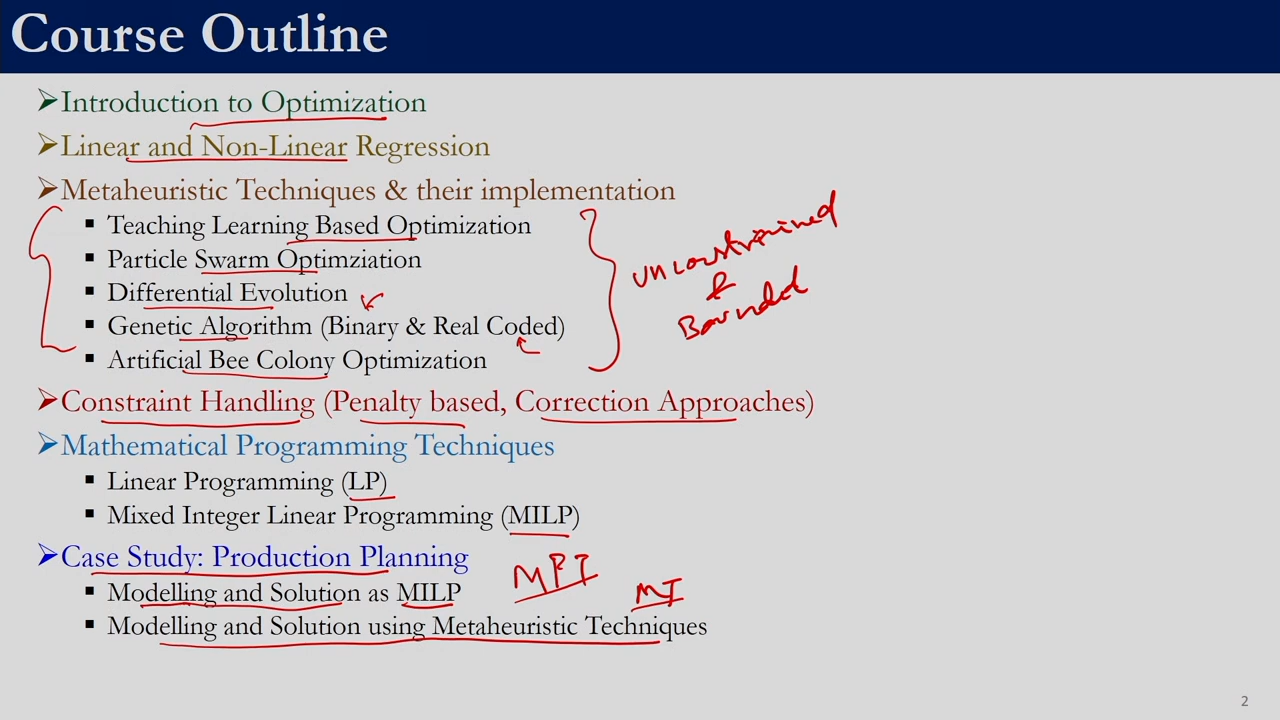 Course Outline
➢Introduction to Optimization
➢Linear and Non-Linear Regression
➢Metaheuristic Techniques & their implementation
▪ Teaching Learning Based Optimization
▪ Particle Swarm Optimziation
▪ Differential Evolution
▪ Genetic Algorithm (Binary & Real Coded)
▪ Artificial Bee Colony Optimization
unconstrained
&
Bounded
➢Constraint Handling (Penalty based, Correction Approaches)
➢Mathematical Programming Techniques
▪ Linear Programming (LP)
▪ Mixed Integer Linear Programming (MILP)
➢Case Study: Production Planning
▪ Modelling and Solution as MILP
MPT
▪ Modelling and Solution using Metaheuristic Techniques
MT
2